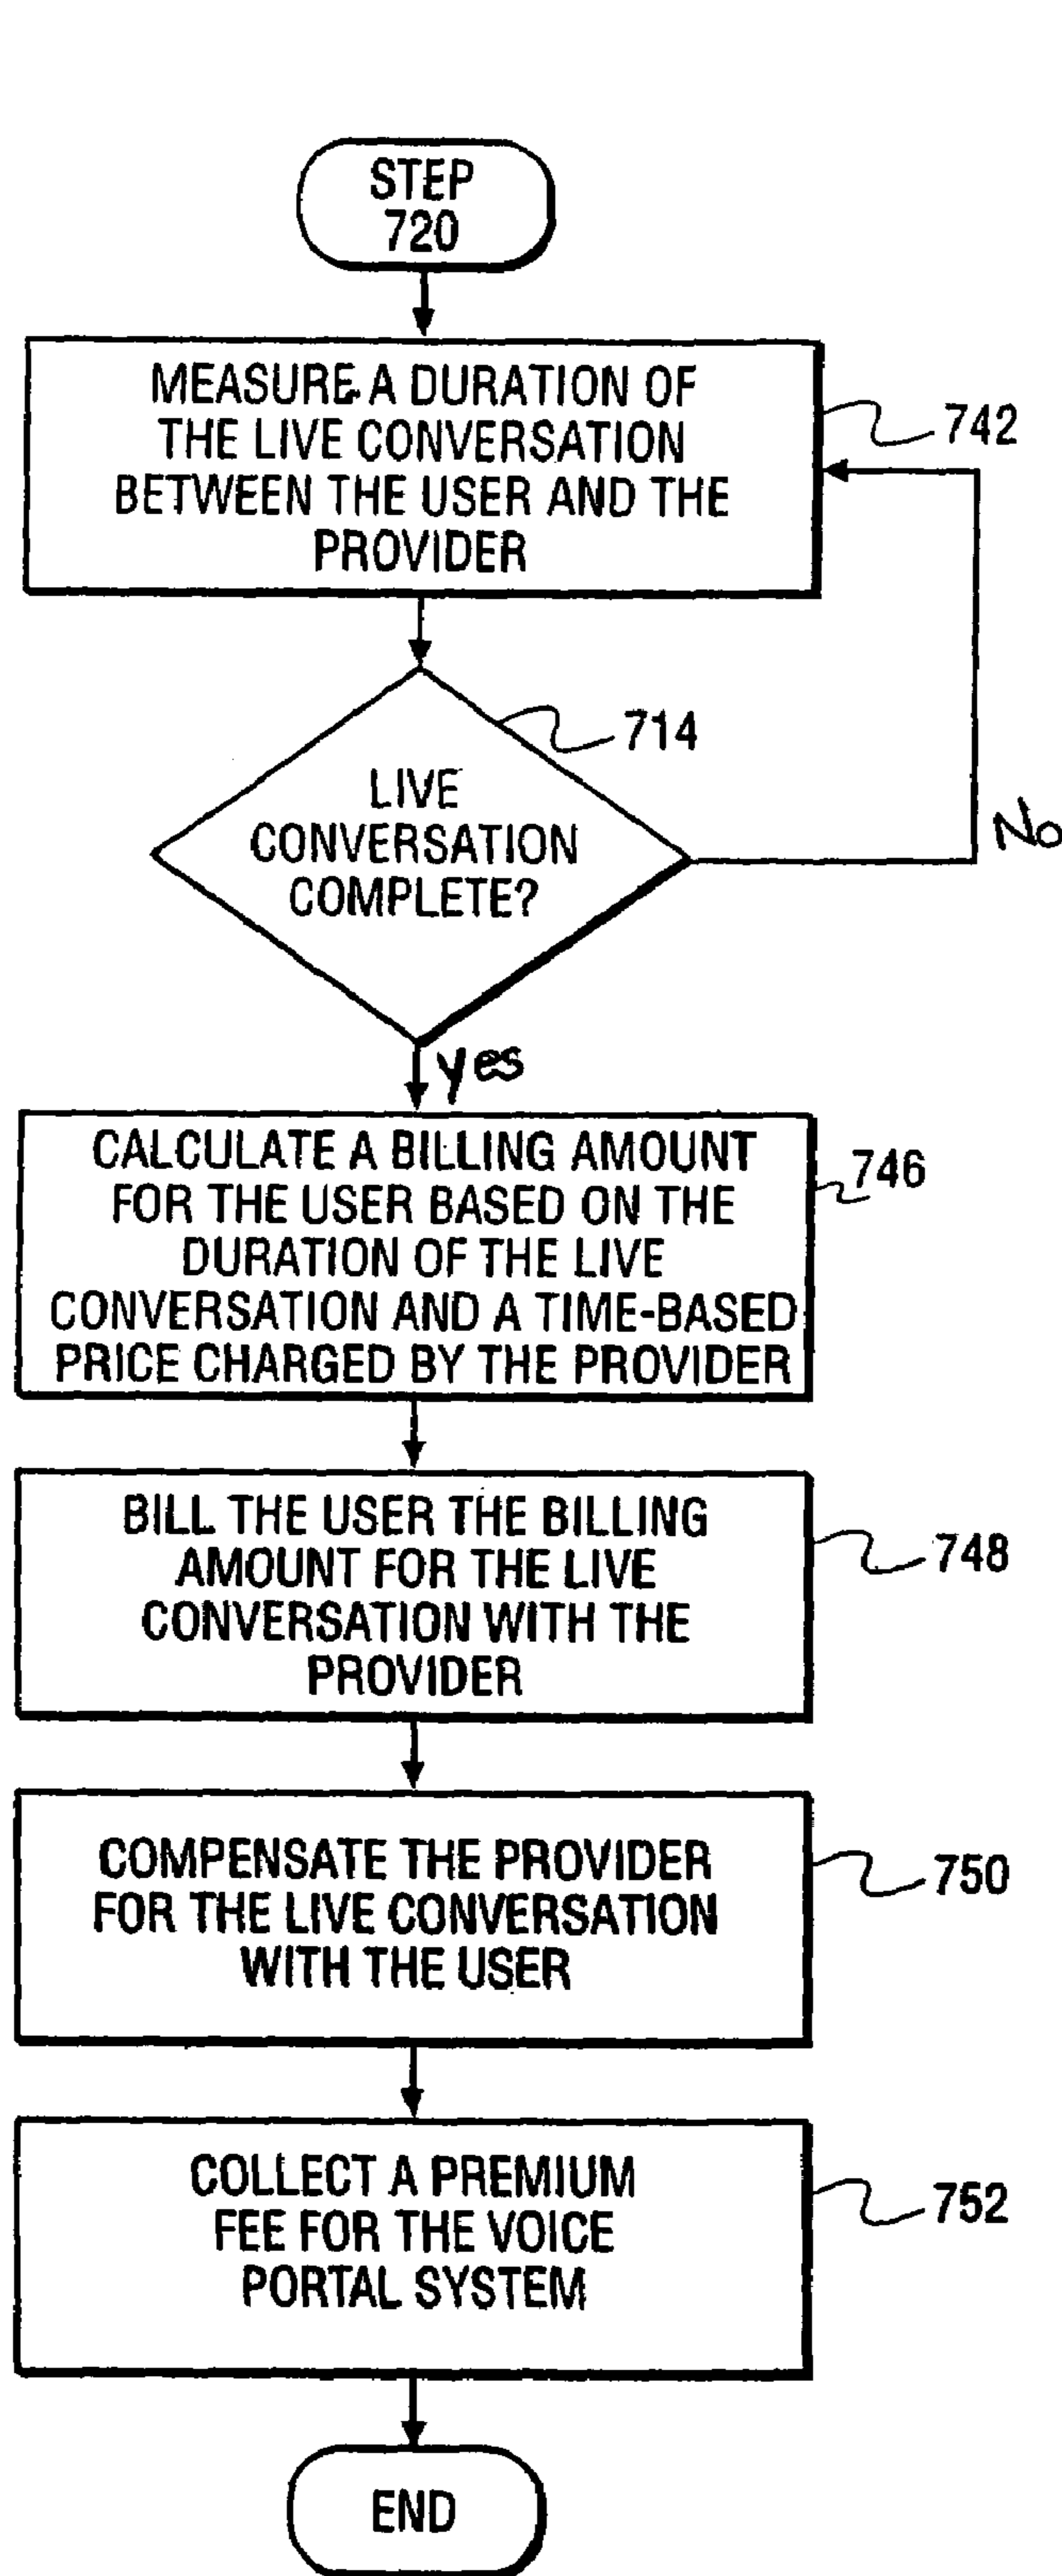 STEP
720
MEASURE A DURATION OF
THE LIVE CONVERSATION
BETWEEN THE USER AND THE
PROVIDER
742
714
LIVE
CONVERSATION
COMPLETE?
No
yes
CALCULATE A BILLING AMOUNT
FOR THE USER BASED ON THE
DURATION OF THE LIVE
CONVERSATION AND A TIME-BASED
PRICE CHARGED BY THE PROVIDER
746
BILL THE USER THE BILLING
AMOUNT FOR THE LIVE
CONVERSATION WITH THE
PROVIDER
748
COMPENSATE THE PROVIDER
FOR THE LIVE CONVERSATION
WITH THE USER
750
COLLECT A PREMIUM
FEE FOR THE VOICE
PORTAL SYSTEM
752
END